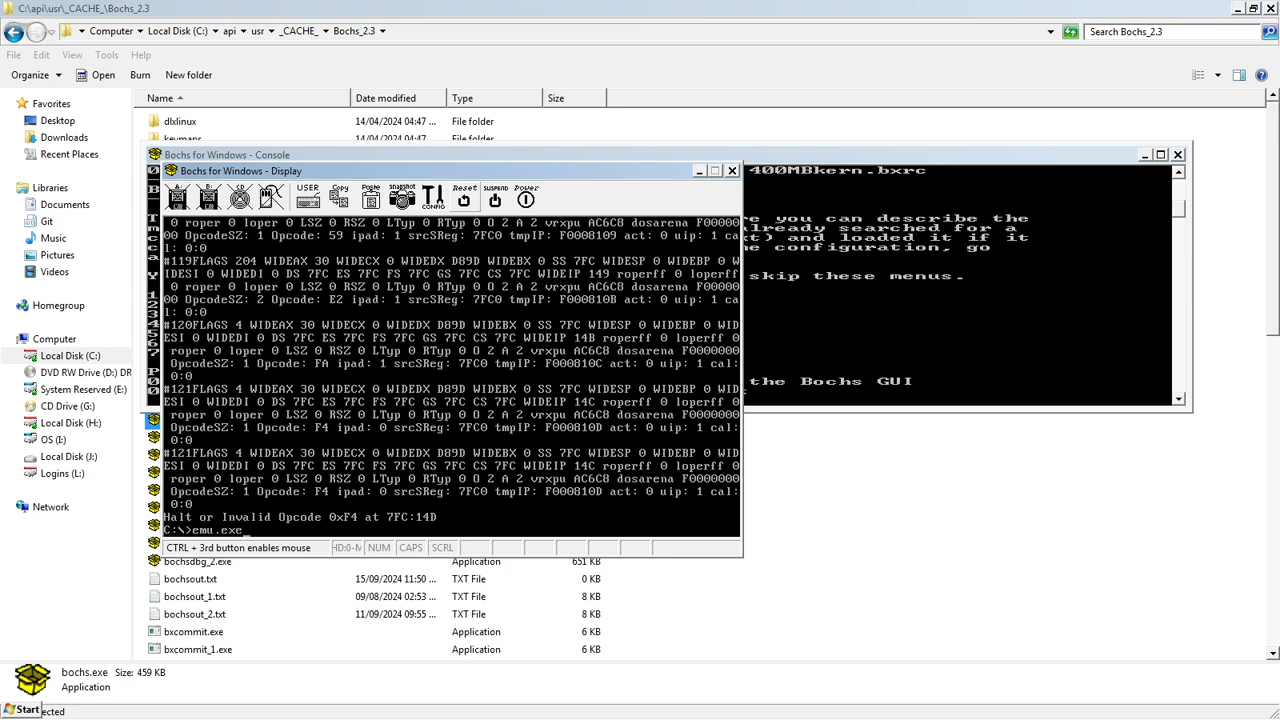 C:\api\usr\_CACHE_\Bochs_2.3
Computer Local Disk (C:) api usr _CACHE_ Bochs_2.3
Search Bochs_2.3
File Edit View Tools Help
Organize Open Burn New folder
Name Date modified Type Size
Favorites
Desktop
Downloads
Recent Places
Libraries
Documents
Git
Music
Pictures
Videos
Homegroup
Computer
Local Disk (C:)
DVD RW Drive (D:) DR
System Reserved (E:)
CD Drive (G:)
Local Disk (H:)
OS (I:)
Local Disk (J:)
Logins (L:)
Network
dlxlinux 14/04/2024 04:47 ... File folder
keymaps 14/04/2024 04:47 ... File folder
Bochs for Windows - Console
400MBkern.bxrc
re you can describe the
already searched for a
xt) and loaded it if it
he configuration, go
skip these menus.
the Bochs GUI
Bochs for Windows - Display
USER Copy Paste snapshot CONFIG Reset SUSPEND Power
0 roper 0 loper 0 LSZ 0 RSZ 0 LTyp 0 RTyp 0 O 2 A 2 vrxpu AC6C8 dosarena F000000
00 OpcodeSZ: 1 Opcode: 59 ipad: 1 srcSReg: 7FC0 tmpIP: F0008109 act: 0 uip: 1 ca
l: 0:0
#119FLAGS 204 WIDEAX 30 WIDECX 0 WIDEDX D89D WIDEBX 0 SS 7FC WIDESP 0 WIDEBP 0 W
IDESI 0 WIDEDI 0 DS 7FC ES 7FC FS 7FC GS 7FC CS 7FC WIDEIP 149 roperff 0 loperff
0 roper 0 loper 0 LSZ 0 RSZ 0 LTyp 0 RTyp 0 O 2 A 2 vrxpu AC6C8 dosarena F000000
00 OpcodeSZ: 2 Opcode: E2 ipad: 1 srcSReg: 7FC0 tmpIP: F000810B act: 0 uip: 1 ca
l: 0:0
#120FLAGS 4 WIDEAX 30 WIDECX 0 WIDEDX D89D WIDEBX 0 SS 7FC WIDESP 0 WIDEBP 0 WID
ESI 0 WIDEDI 0 DS 7FC ES 7FC FS 7FC GS 7FC CS 7FC WIDEIP 14B roperff 0 loperff 0
roper 0 loper 0 LSZ 0 RSZ 0 LTyp 0 RTyp 0 O 2 A 2 vrxpu AC6C8 dosarena F0000000
0 OpcodeSZ: 1 Opcode: FA ipad: 1 srcSReg: 7FC0 tmpIP: F000810C act: 0 uip: 1 cal:
0:0
#121FLAGS 4 WIDEAX 30 WIDECX 0 WIDEDX D89D WIDEBX 0 SS 7FC WIDESP 0 WIDEBP 0 WID
ESI 0 WIDEDI 0 DS 7FC ES 7FC FS 7FC GS 7FC CS 7FC WIDEIP 14C roperff 0 loperff 0
roper 0 loper 0 LSZ 0 RSZ 0 LTyp 0 RTyp 0 O 2 A 2 vrxpu AC6C8 dosarena F0000000
0 OpcodeSZ: 1 Opcode: F4 ipad: 0 srcSReg: 7FC0 tmpIP: F000810D act: 0 uip: 1 cal:
0:0
#121FLAGS 4 WIDEAX 30 WIDECX 0 WIDEDX D89D WIDEBX 0 SS 7FC WIDESP 0 WIDEBP 0 WID
ESI 0 WIDEDI 0 DS 7FC ES 7FC FS 7FC GS 7FC CS 7FC WIDEIP 14C roperff 0 loperff 0
roper 0 loper 0 LSZ 0 RSZ 0 LTyp 0 RTyp 0 O 2 A 2 vrxpu AC6C8 dosarena F0000000
0 OpcodeSZ: 1 Opcode: F4 ipad: 0 srcSReg: 7FC0 tmpIP: F000810D act: 0 uip: 1 cal:
0:0
Halt or Invalid Opcode 0xF4 at 7FC:14D
C:\>emu.exe_
CTRL + 3rd button enables mouse HD:0-M NUM CAPS SCRL
bochsdbg_2.exe Application 651 KB
bochsout.txt 15/09/2024 11:50 ... TXT File 0 KB
bochsout_1.txt 09/08/2024 02:53 ... TXT File 8 KB
bochsout_2.txt 11/09/2024 09:55 ... TXT File 8 KB
bxcommit.exe Application 6 KB
bxcommit_1.exe Application 6 KB
bochs.exe Size: 459 KB
Application
Start ected